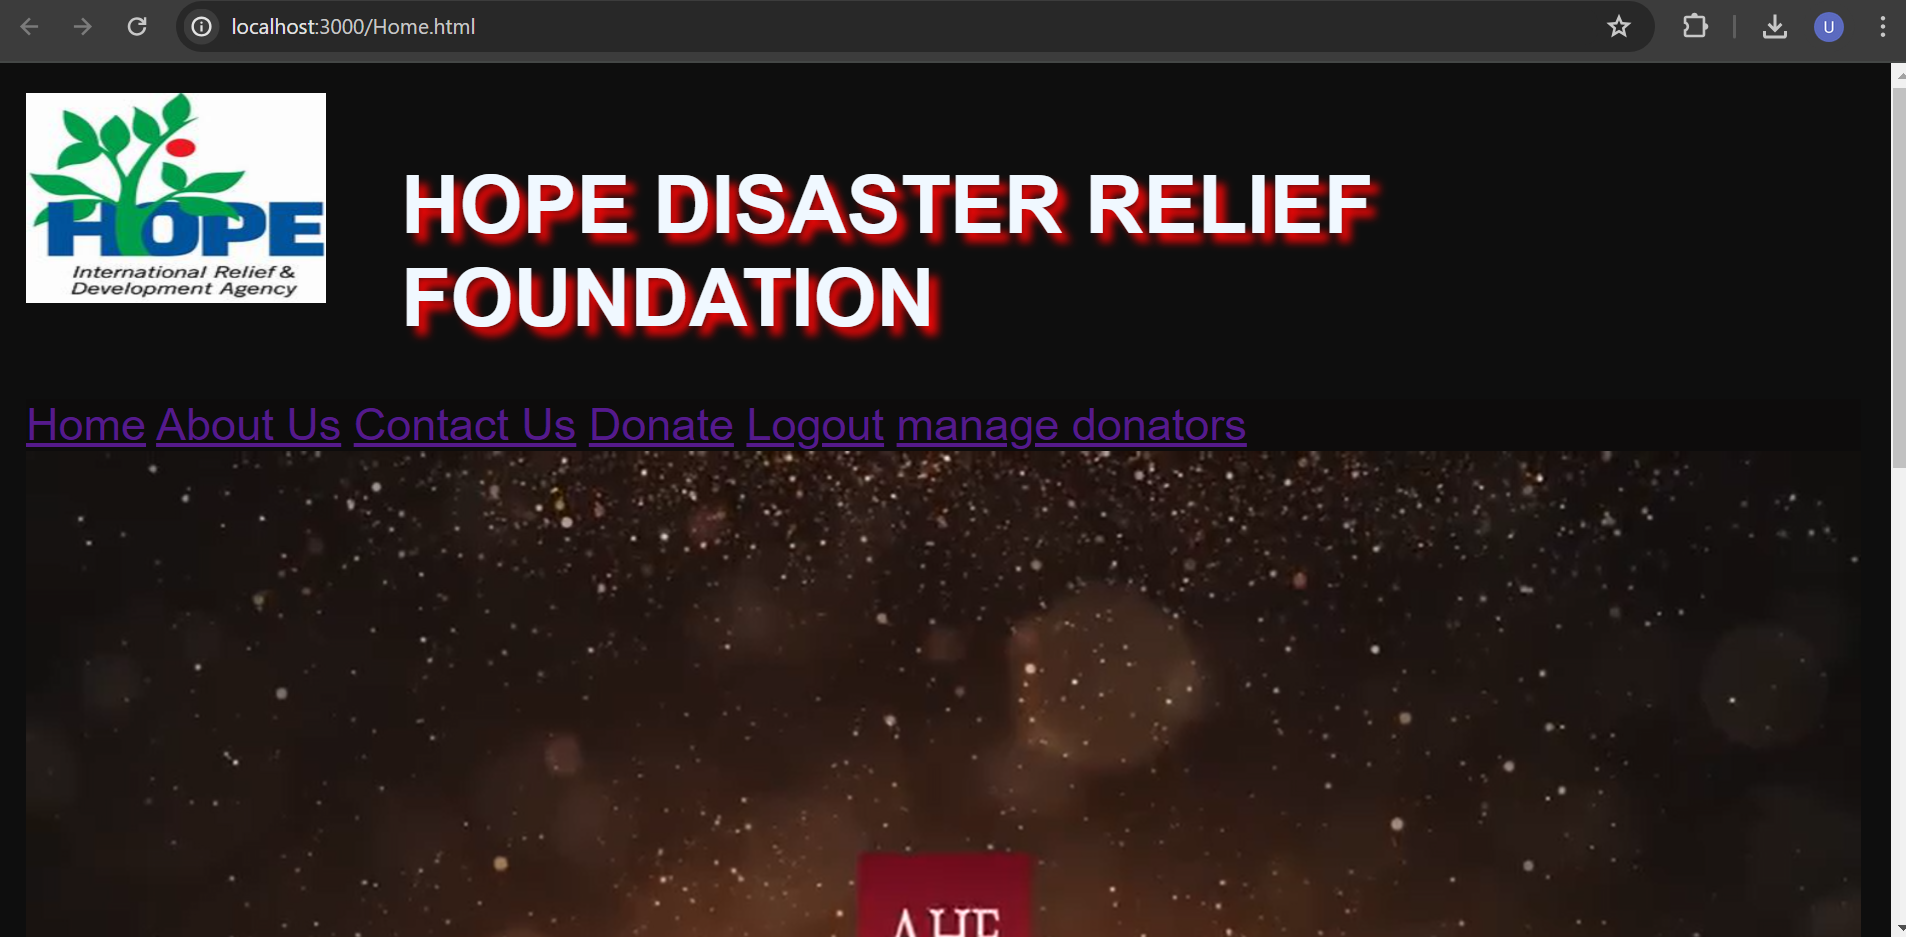 localhost:3000/Home.html
U
HOPE
International Relief &
Development Agency
HOPE DISASTER RELIEF
FOUNDATION
Home About Us Contact Us Donate Logout manage donators